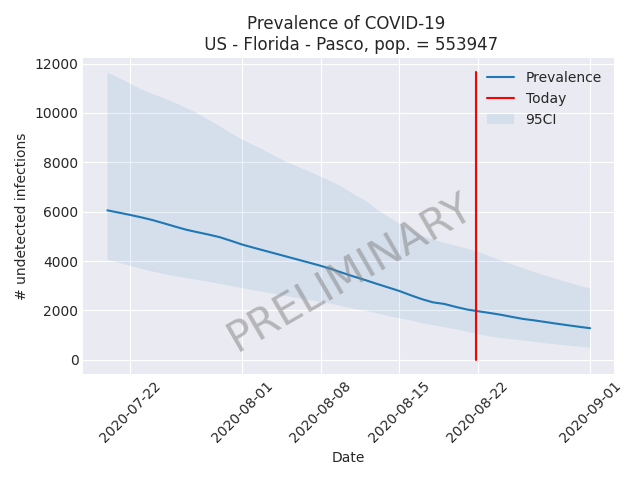 Prevalence of COVID-19
US - Florida - Pasco, pop. = 553947
12000
10000
8000
6000
4000
2000
0
# undetected infections
Prevalence
Today
95CI
PRELIMINARY
2020-07-22
2020-08-01
2020-08-08
2020-08-15
2020-08-22
2020-09-01
Date